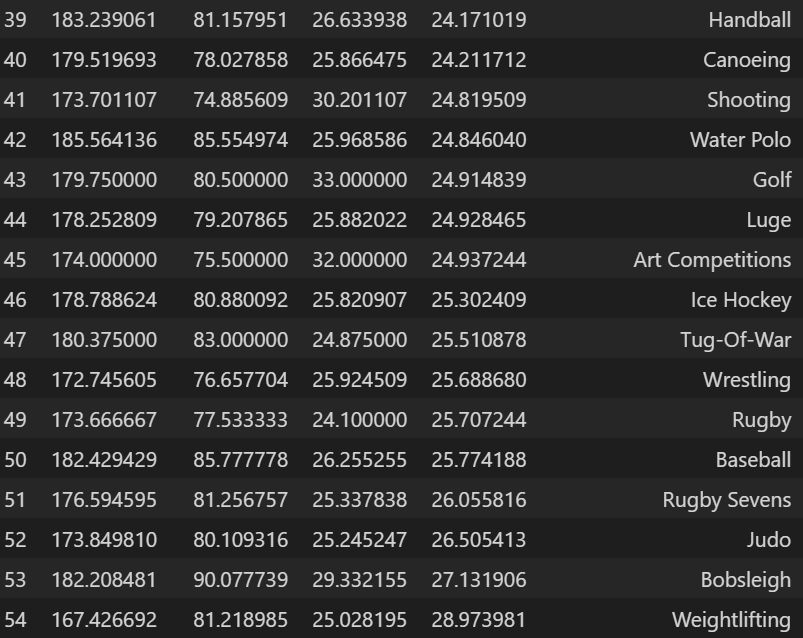 39 183.239061 81.157951 26.633938 24.171019 Handball
40 179.519693 78.027858 25.866475 24.211712 Canoeing
41 173.701107 74.885609 30.201107 24.819509 Shooting
42 185.564136 85.554974 25.968586 24.846040 Water Polo
43 179.750000 80.500000 33.000000 24.914839 Golf
44 178.252809 79.207865 25.882022 24.928465 Luge
45 174.000000 75.500000 32.000000 24.937244 Art Competitions
46 178.788624 80.880092 25.820907 25.302409 Ice Hockey
47 180.375000 83.000000 24.875000 25.510878 Tug-Of-War
48 172.745605 76.657704 25.924509 25.688680 Wrestling
49 173.666667 77.533333 24.100000 25.707244 Rugby
50 182.429429 85.777778 26.255255 25.774188 Baseball
51 176.594595 81.256757 25.337838 26.055816 Rugby Sevens
52 173.849810 80.109316 25.245247 26.505413 Judo
53 182.208481 90.077739 29.332155 27.131906 Bobsleigh
54 167.426692 81.218985 25.028195 28.973981 Weightlifting